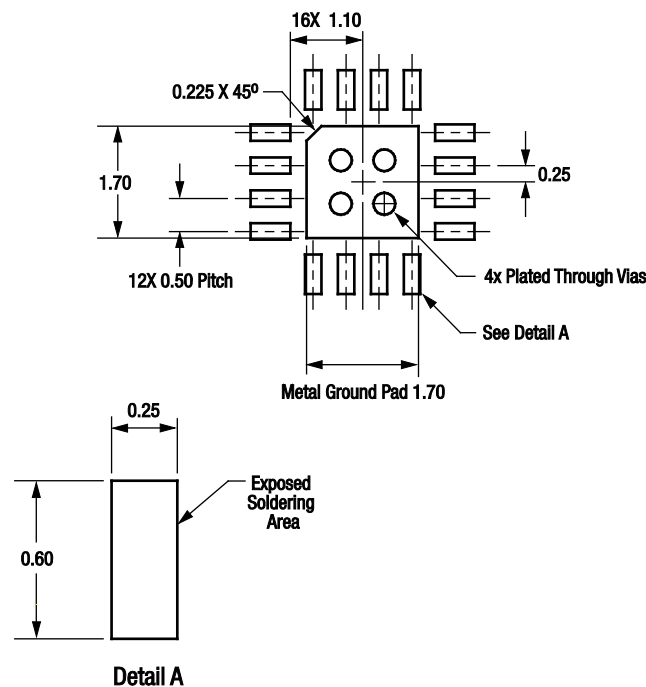 16X 1.10
0.225 X 45º
1.70
0.25
12X 0.50 Pitch
4x Plated Through Vias
See Detail A
Metal Ground Pad 1.70
0.25
Exposed
Soldering
Area
0.60
Detail A